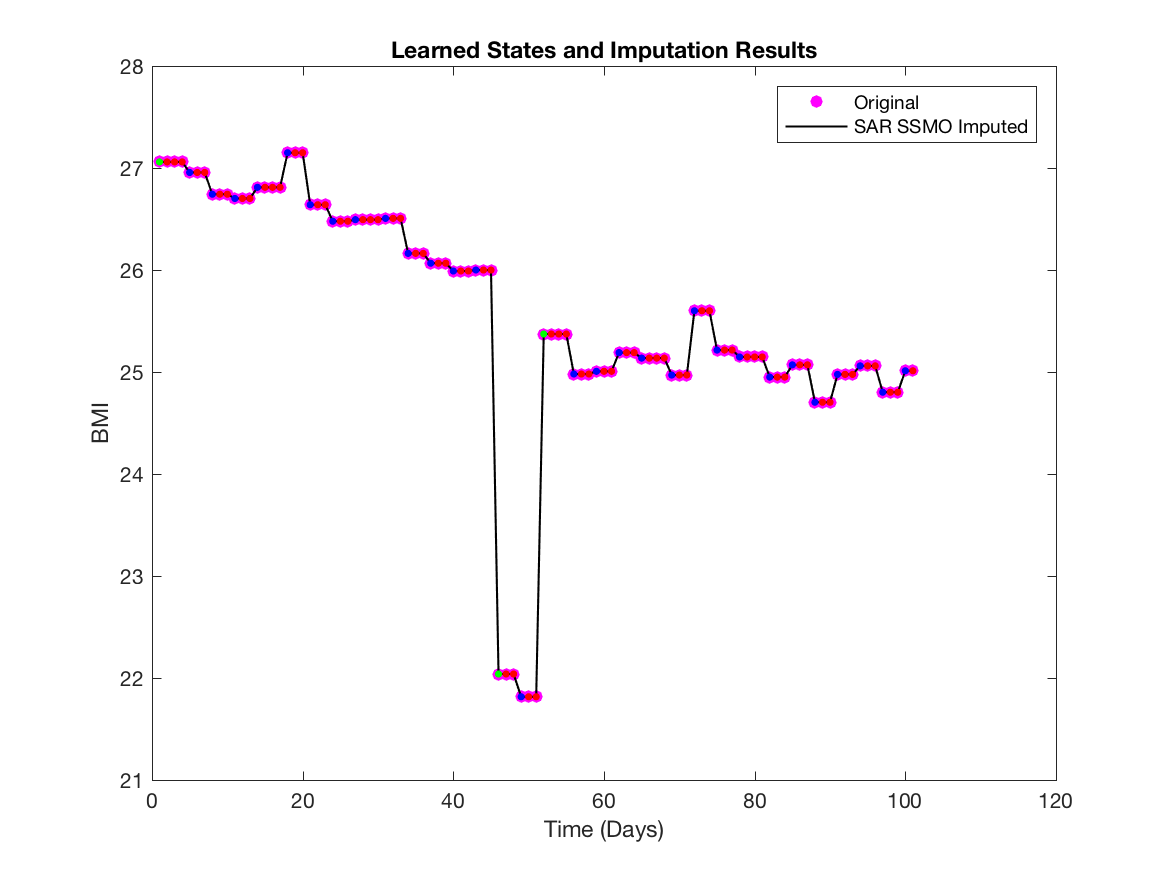 Learned States and Imputation Results
Original
SAR SSMO Imputed
28
27
26
25
24
23
22
21
BMI
0 20 40 60 80 100 120
Time (Days)